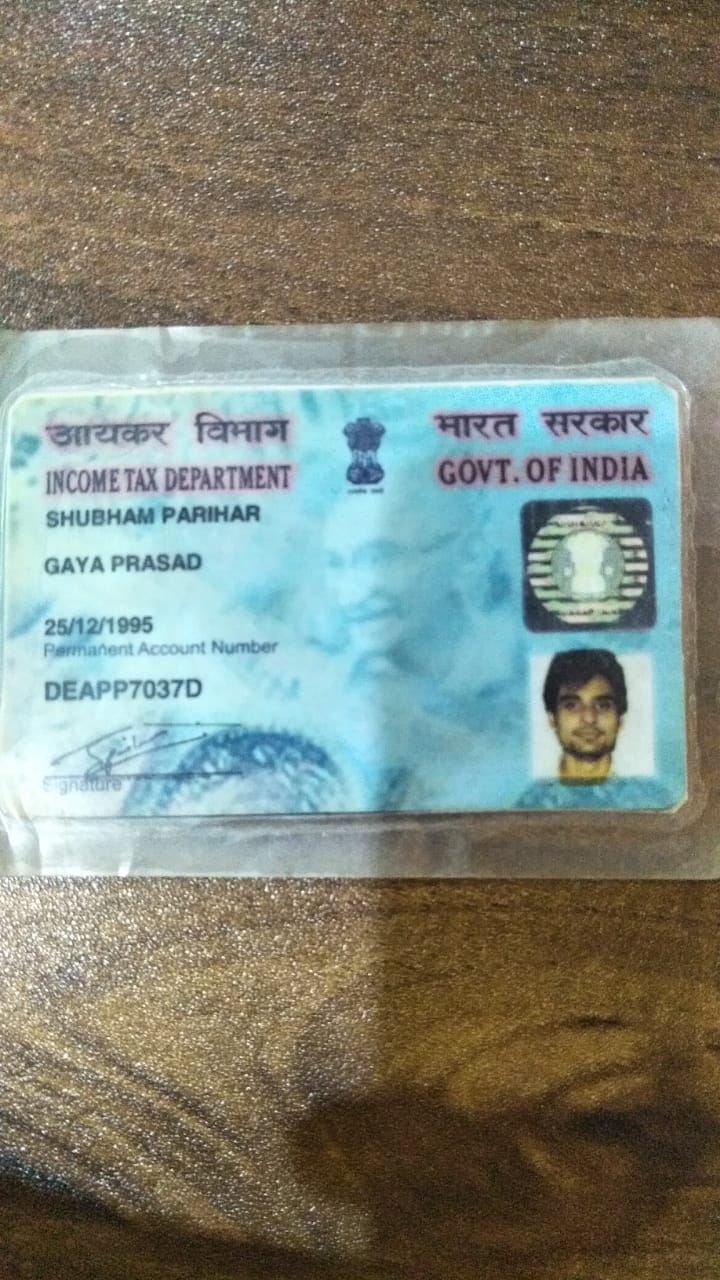 आयकर विभाग भारत सरकार
INCOME TAX DEPARTMENT GOVT. OF INDIA
SHUBHAM PARIHAR
GAYA PRASAD
25/12/1995
Permanent Account Number
DEAPP7037D
Signature